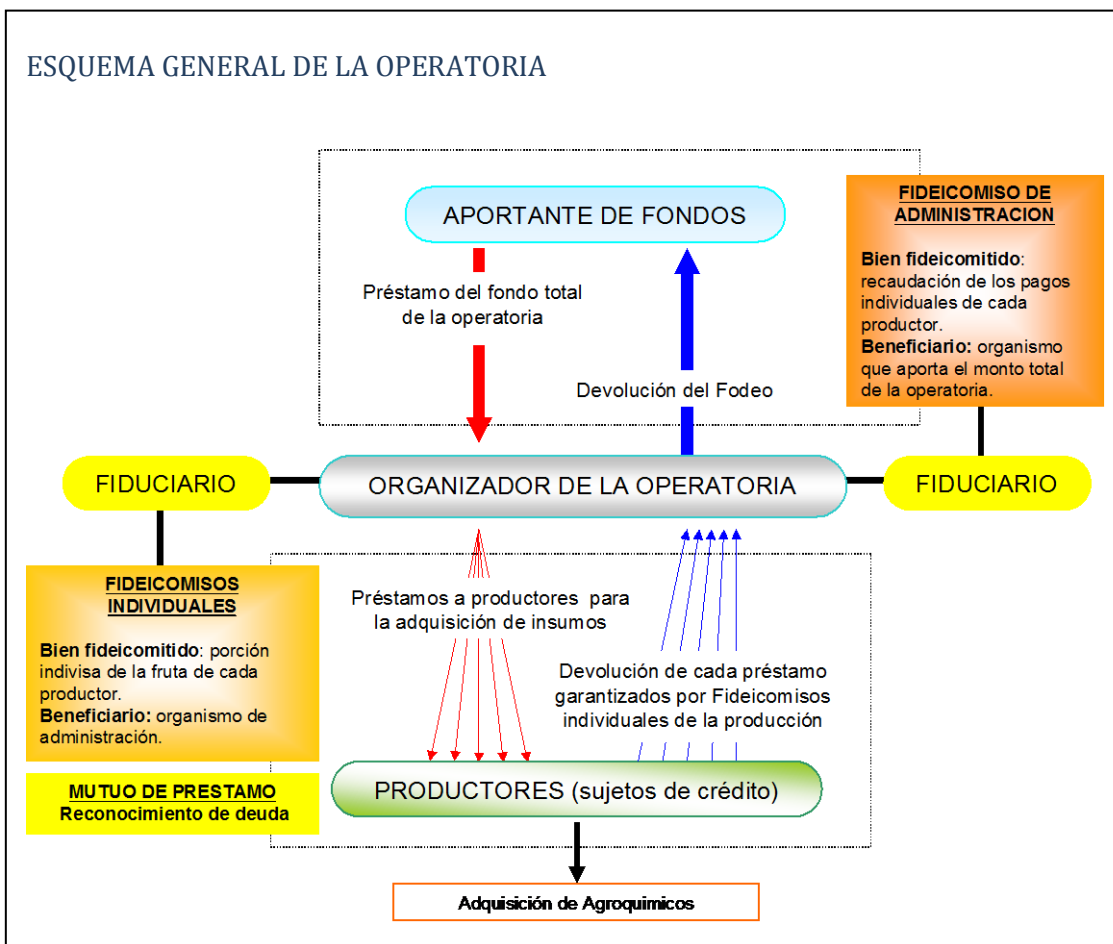 ESQUEMA GENERAL DE LA OPERATORIA
APORTANTE DE FONDOS
FIDEICOMISO DE
ADMINISTRACION
Bien fideicomitido:
recaudación de los pagos
individuales de cada
productor.
Beneficiario: organismo
que aporta el monto total
de la operatoria.
Préstamo del fondo total
de la operatoria
Devolución del Fodeo
FIDUCIARIO
ORGANIZADOR DE LA OPERATORIA
FIDUCIARIO
FIDEICOMISOS
INDIVIDUALES
Bien fideicomitido: porción
indivisa de la fruta de cada
productor.
Beneficiario: organismo de
administración.
Préstamos a productores para
la adquisición de insumos
Devolución de cada préstamo
garantizados por Fideicomisos
individuales de la producción
MUTUO DE PRESTAMO
Reconocimiento de deuda
PRODUCTORES (sujetos de crédito)
Adquisición de Agroquimicos